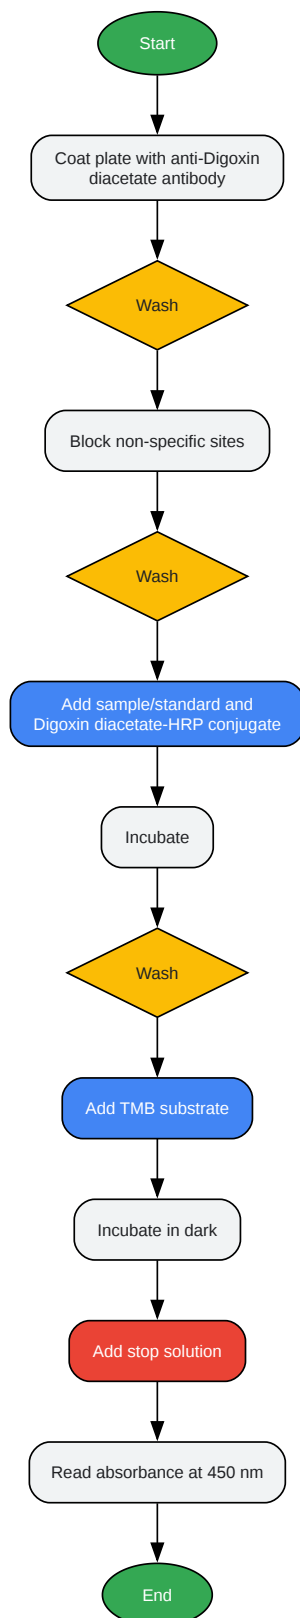 Start
Coat plate with anti-Digoxin
diacetate antibody
Wash
Block non-specific sites
Wash
Add sample/standard and
Digoxin diacetate-HRP conjugate
Incubate
Wash
Add TMB substrate
Incubate in dark
Add stop solution
Read absorbance at 450 nm
End